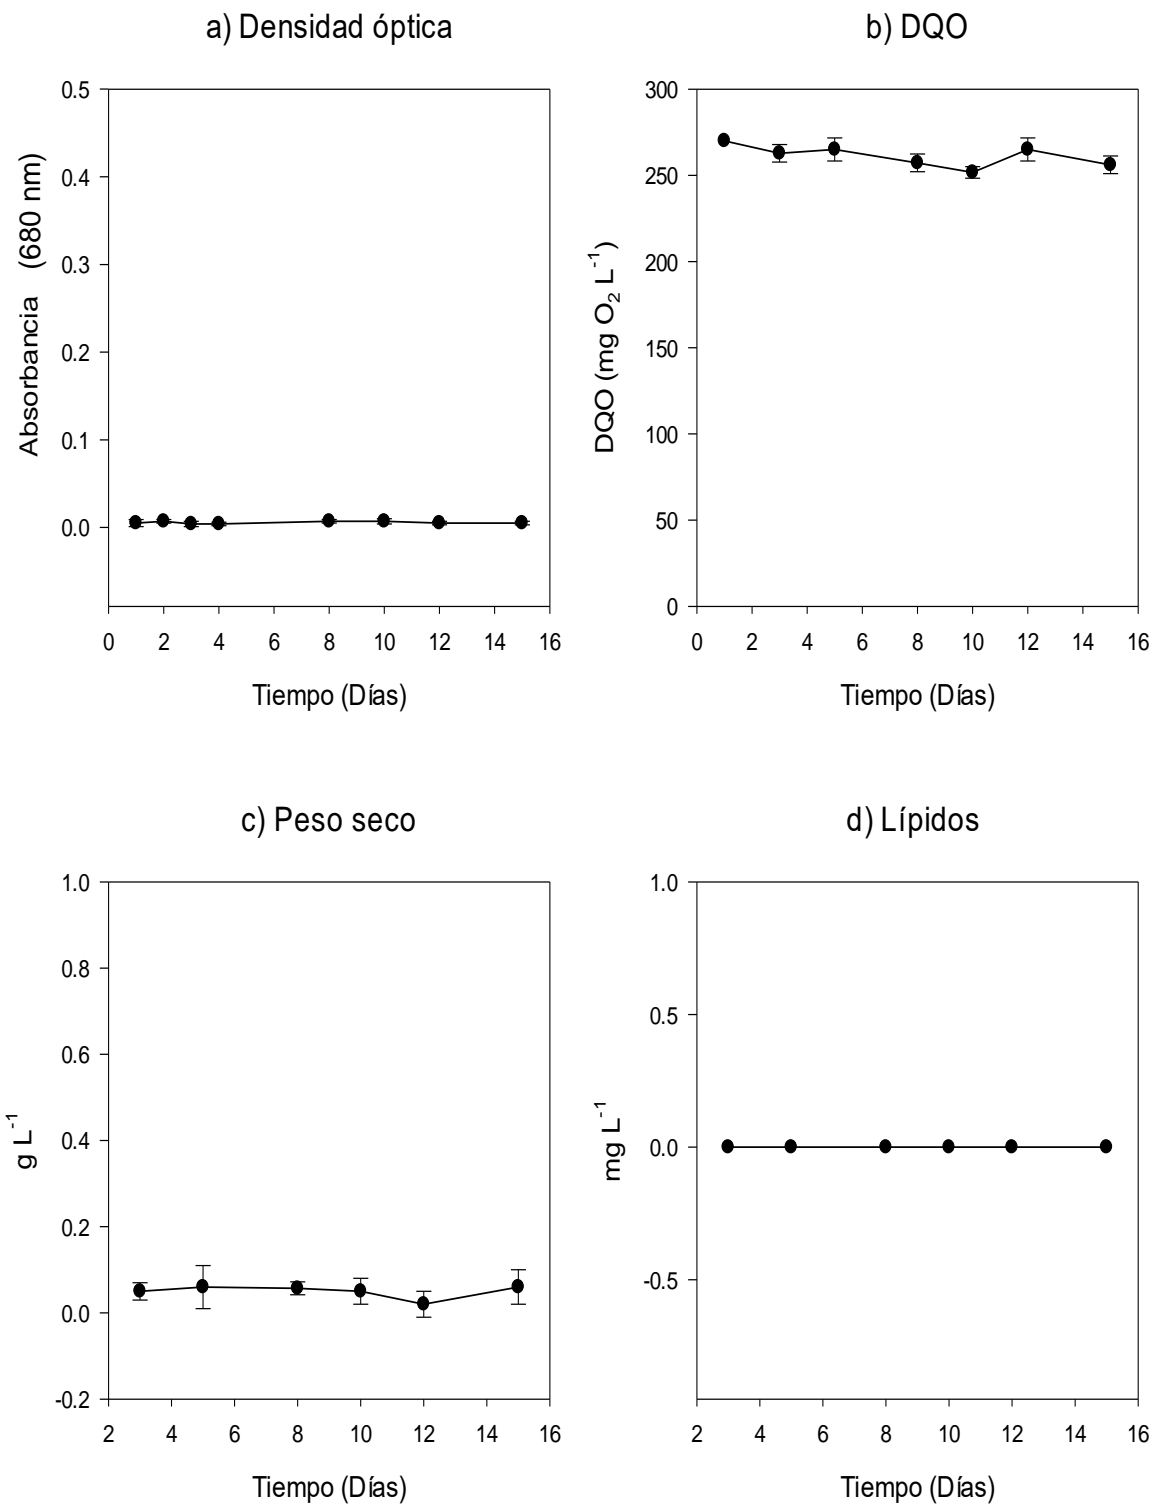 a) Densidad óptica
0.5
0.4
0.3
0.2
0.1
0.0
Absorbancia (680 nm)
0 2 4 6 8 10 12 14 16
Tiempo (Días)
b) DQO
300
250
200
150
100
50
0
DQO (mg O₂ L⁻¹)
0 2 4 6 8 10 12 14 16
Tiempo (Días)
c) Peso seco
1.0
0.8
0.6
0.4
0.2
0.0
-0.2
g L⁻¹
2 4 6 8 10 12 14 16
Tiempo (Días)
d) Lípidos
1.0
0.5
0.0
-0.5
mg L⁻¹
2 4 6 8 10 12 14 16
Tiempo (Días)